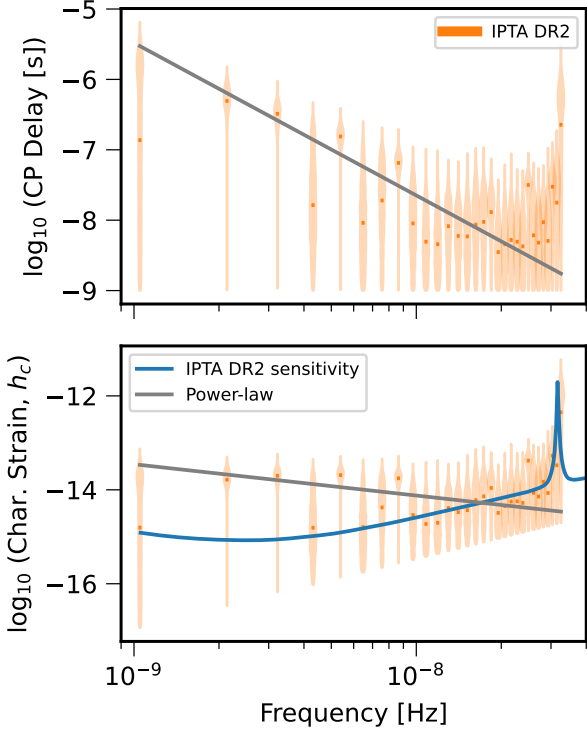 −5
−6
−7
−8
−9
log₁₀ (CP Delay [s])
IPTA DR2
−12
−14
−16
log₁₀ (Char. Strain, h_c)
IPTA DR2 sensitivity
Power-law
10⁻⁹
10⁻⁸
Frequency [Hz]